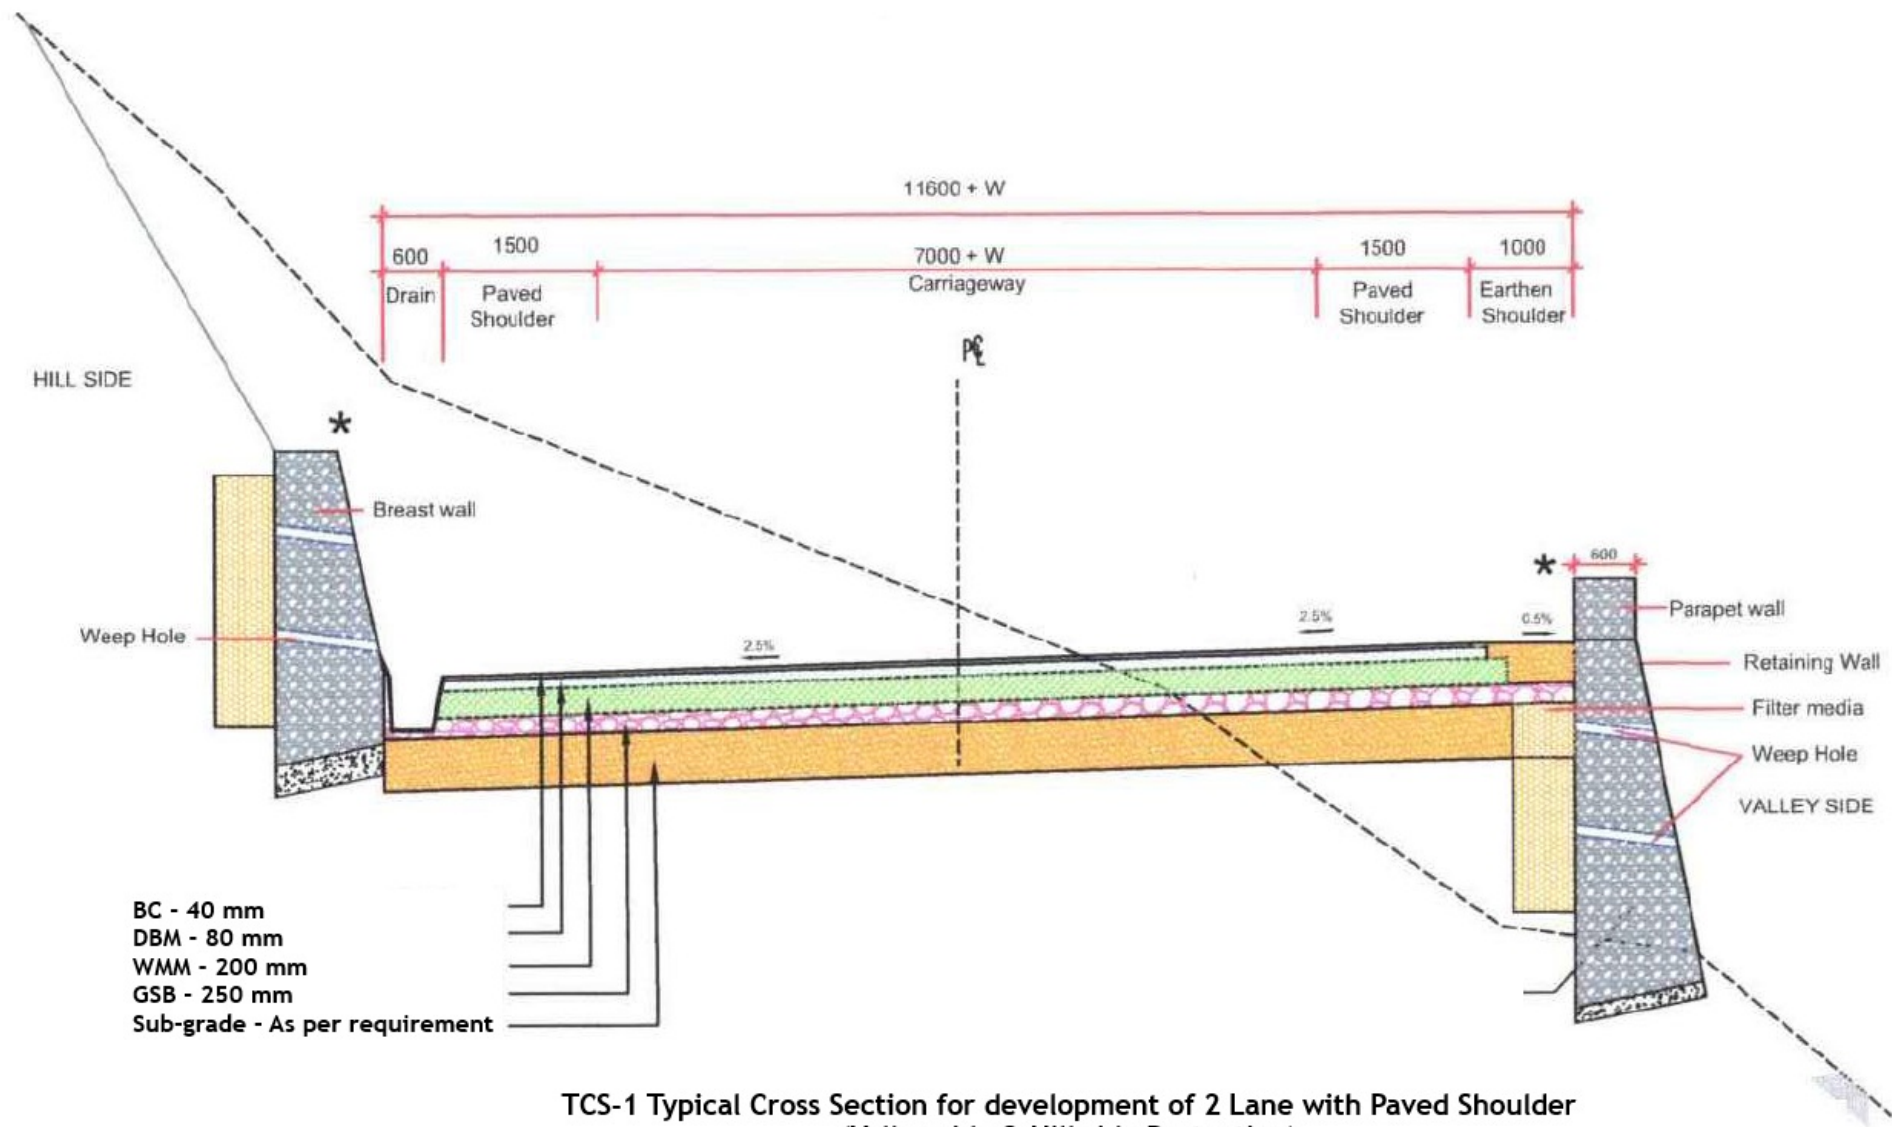 11600 + W
600
1500
7000 + W
1500
1000
Drain
Paved
Shoulder
Carriageway
Paved
Shoulder
Earthen
Shoulder
HILL SIDE
*
Breast wall
Weep Hole
2.5%
2.5%
0.5%
*
600
Parapet wall
Retaining Wall
Filter media
Weep Hole
VALLEY SIDE
BC - 40 mm
DBM - 80 mm
WMM - 200 mm
GSB - 250 mm
Sub-grade - As per requirement
TCS-1 Typical Cross Section for development of 2 Lane with Paved Shoulder